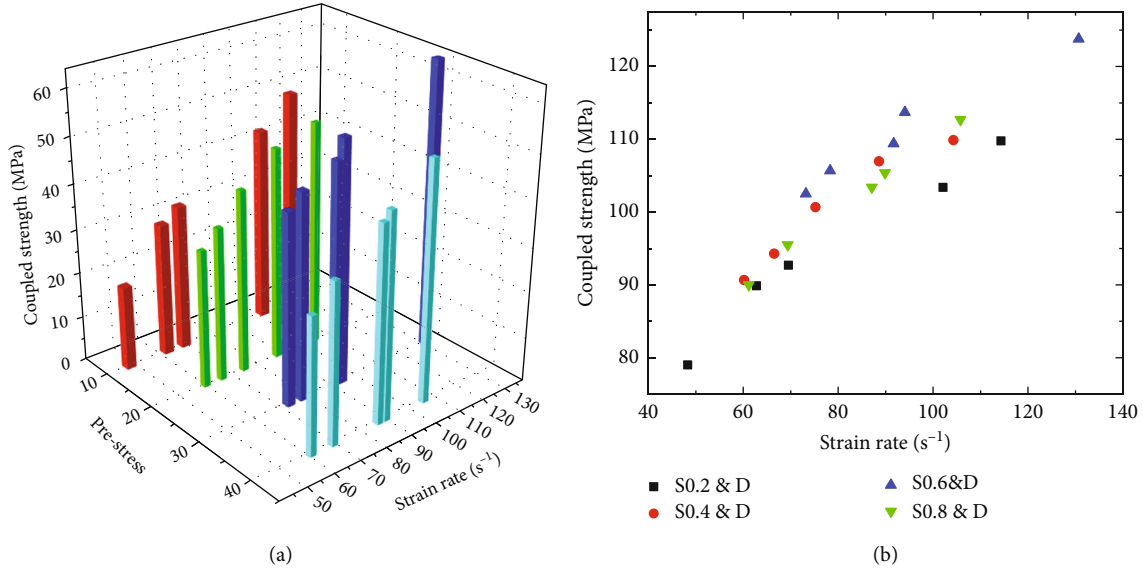 60
50
40
30
20
10
0
Coupled strength (MPa)
10
20
30
40
Pre-stress
50
60
70
80
90
100
110
120
130
Strain rate (s⁻¹)
(a)
120
110
100
90
80
Coupled strength (MPa)
40 60 80 100 120 140
Strain rate (s⁻¹)
S0.2 & D
S0.4 & D
S0.6&D
S0.8 & D
(b)